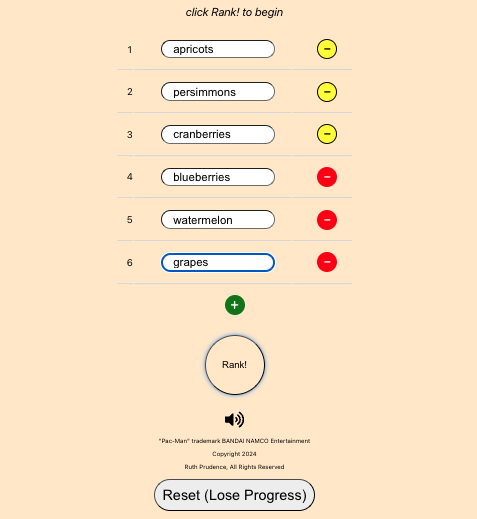 click Rank! to begin
1 apricots −
2 persimmons −
3 cranberries −
4 blueberries −
5 watermelon −
6 grapes −
+
Rank!
"Pac-Man" trademark BANDAI NAMCO Entertainment
Copyright 2024
Ruth Prudence, All Rights Reserved
Reset (Lose Progress)